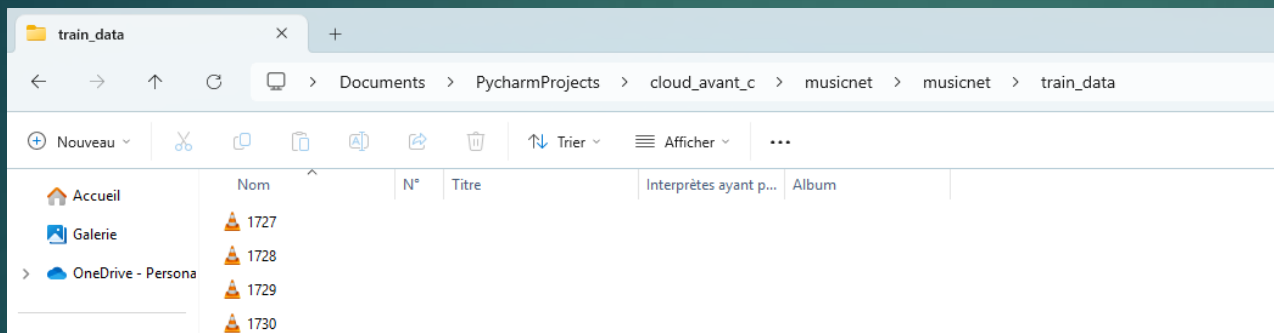 train_data
Documents > PycharmProjects > cloud_avant_c > musicnet > musicnet > train_data
Nouveau Trier Afficher
Nom N° Titre Interprètes ayant p... Album
Accueil
1727
Galerie
1728
OneDrive - Persona
1729
1730